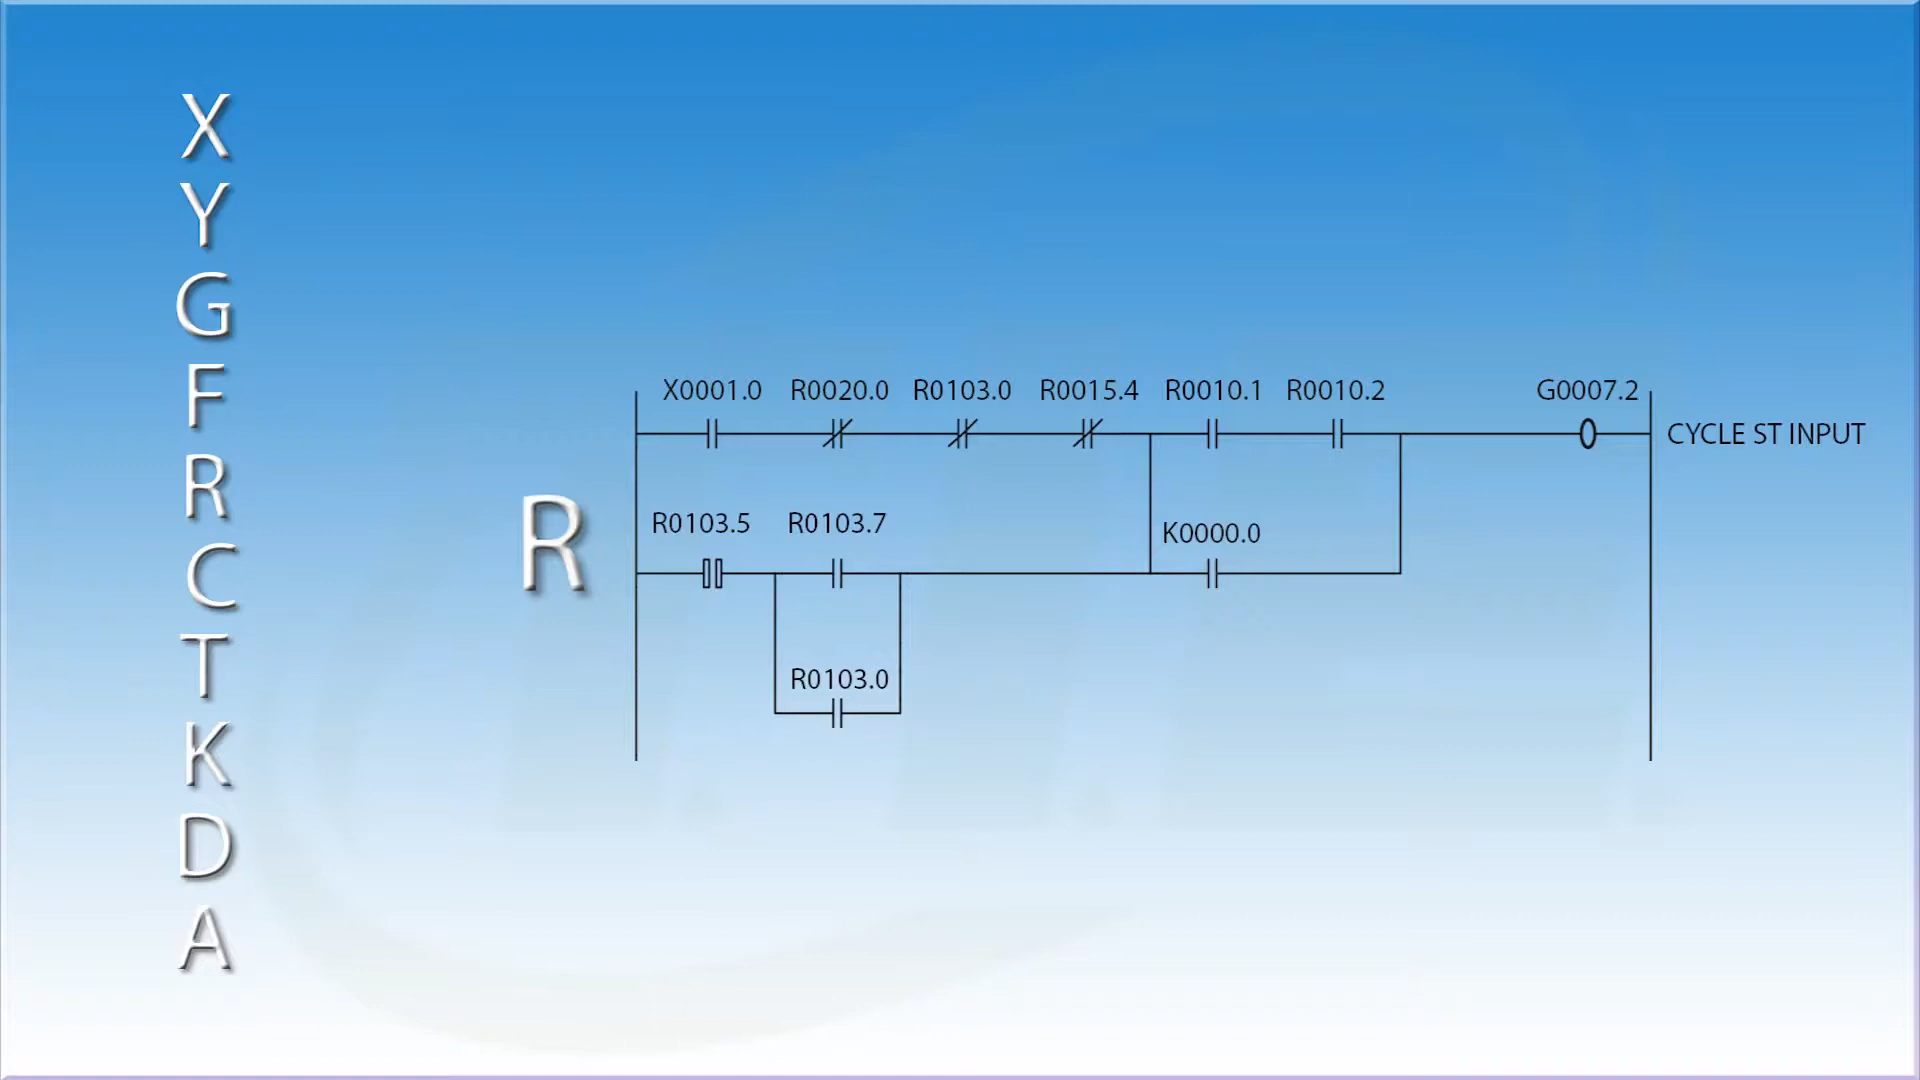 X
Y
G
F
R
C
T
K
D
A
R
X0001.0 R0020.0 R0103.0 R0015.4 R0010.1 R0010.2 G0007.2
CYCLE ST INPUT
R0103.5 R0103.7 K0000.0
R0103.0